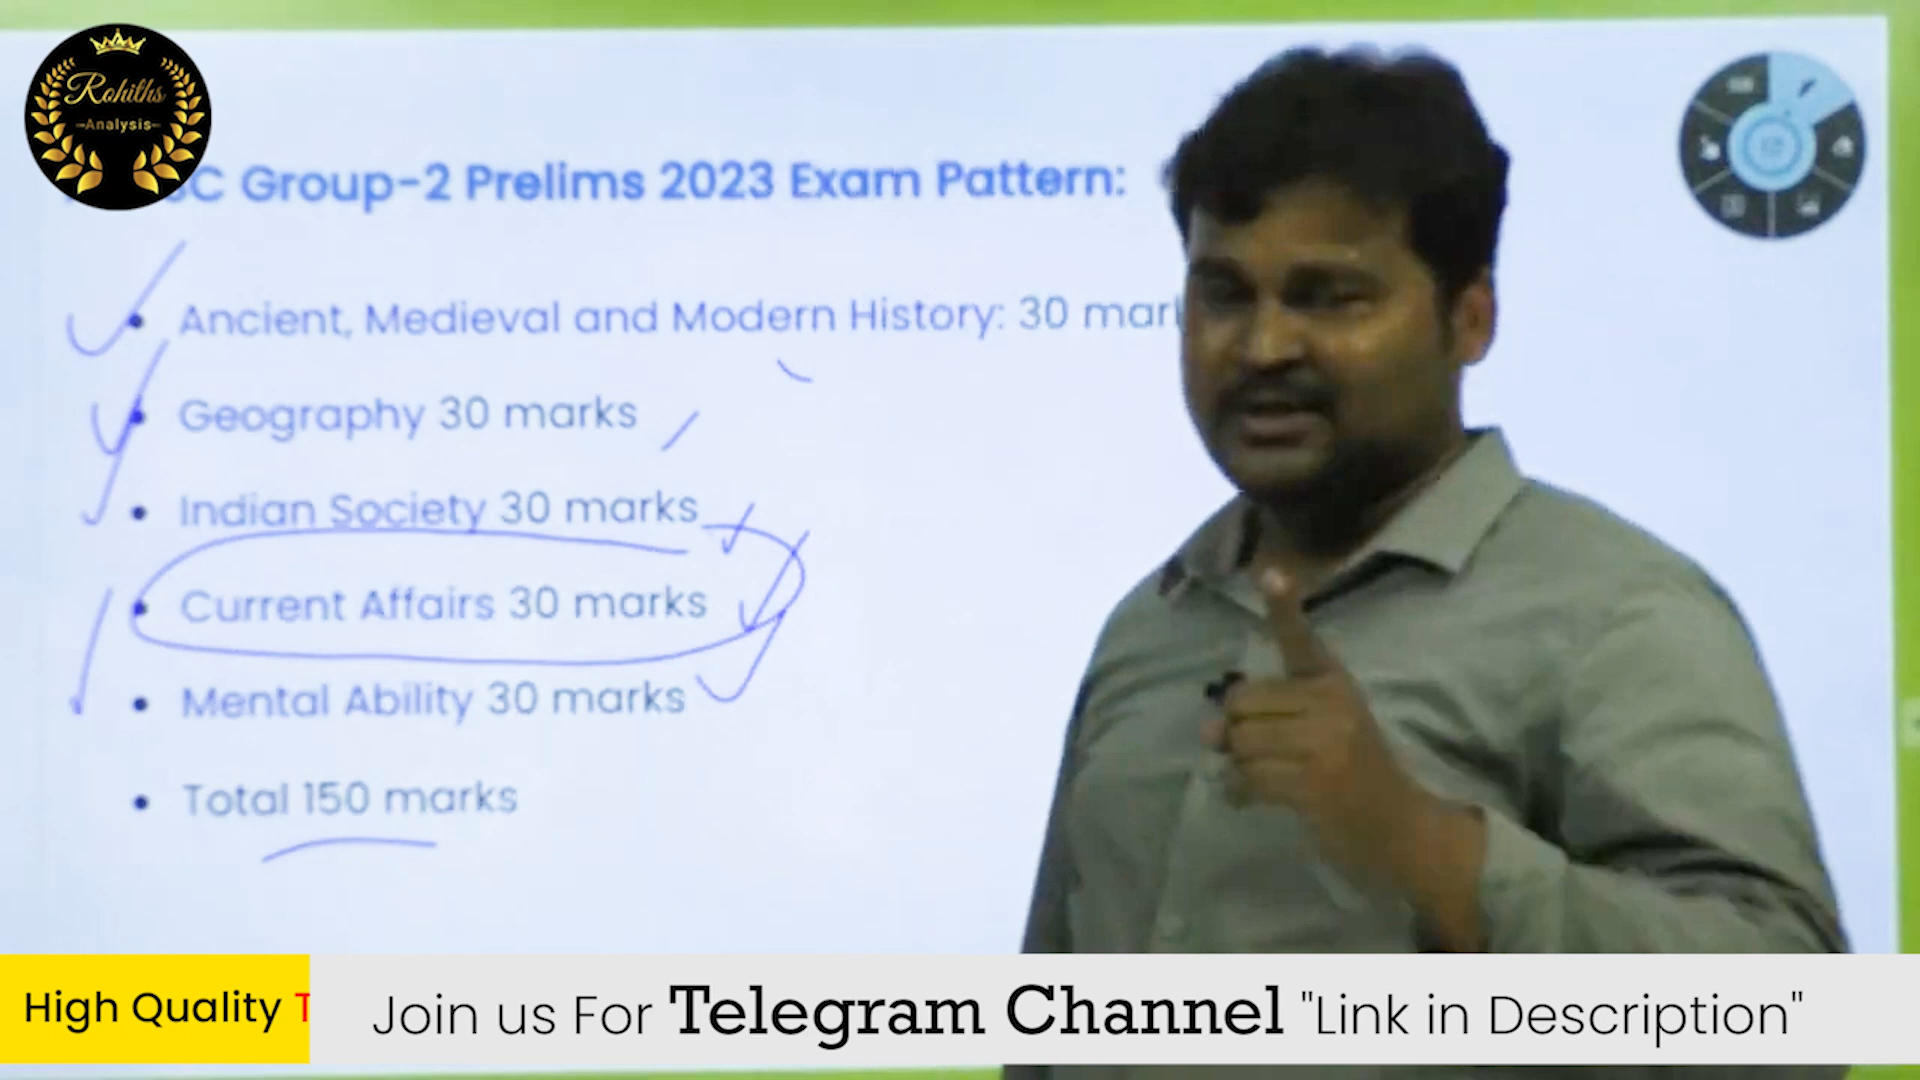 Rohiths
Analysis
SC Group-2 Prelims 2023 Exam Pattern:
• Ancient, Medieval and Modern History: 30 mar
• Geography 30 marks
• Indian Society 30 marks
• Current Affairs 30 marks
• Mental Ability 30 marks
• Total 150 marks
High Quality T
Join us For Telegram Channel "Link in Description"